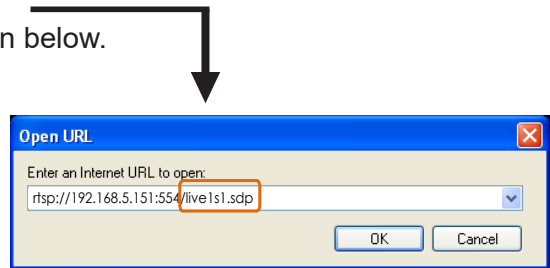 n below.
Open URL
Enter an Internet URL to open:
rtsp://192.168.5.151:554/live1s1.sdp
OK Cancel